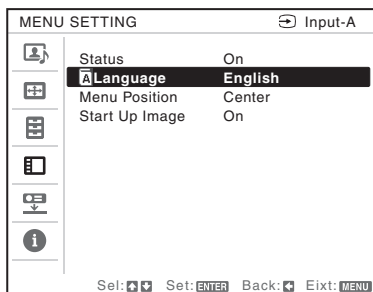 MENU SETTING Input-A
Status On
A Language English
Menu Position Center
Start Up Image On
Sel: Set: ENTER Back: Eixt: MENU